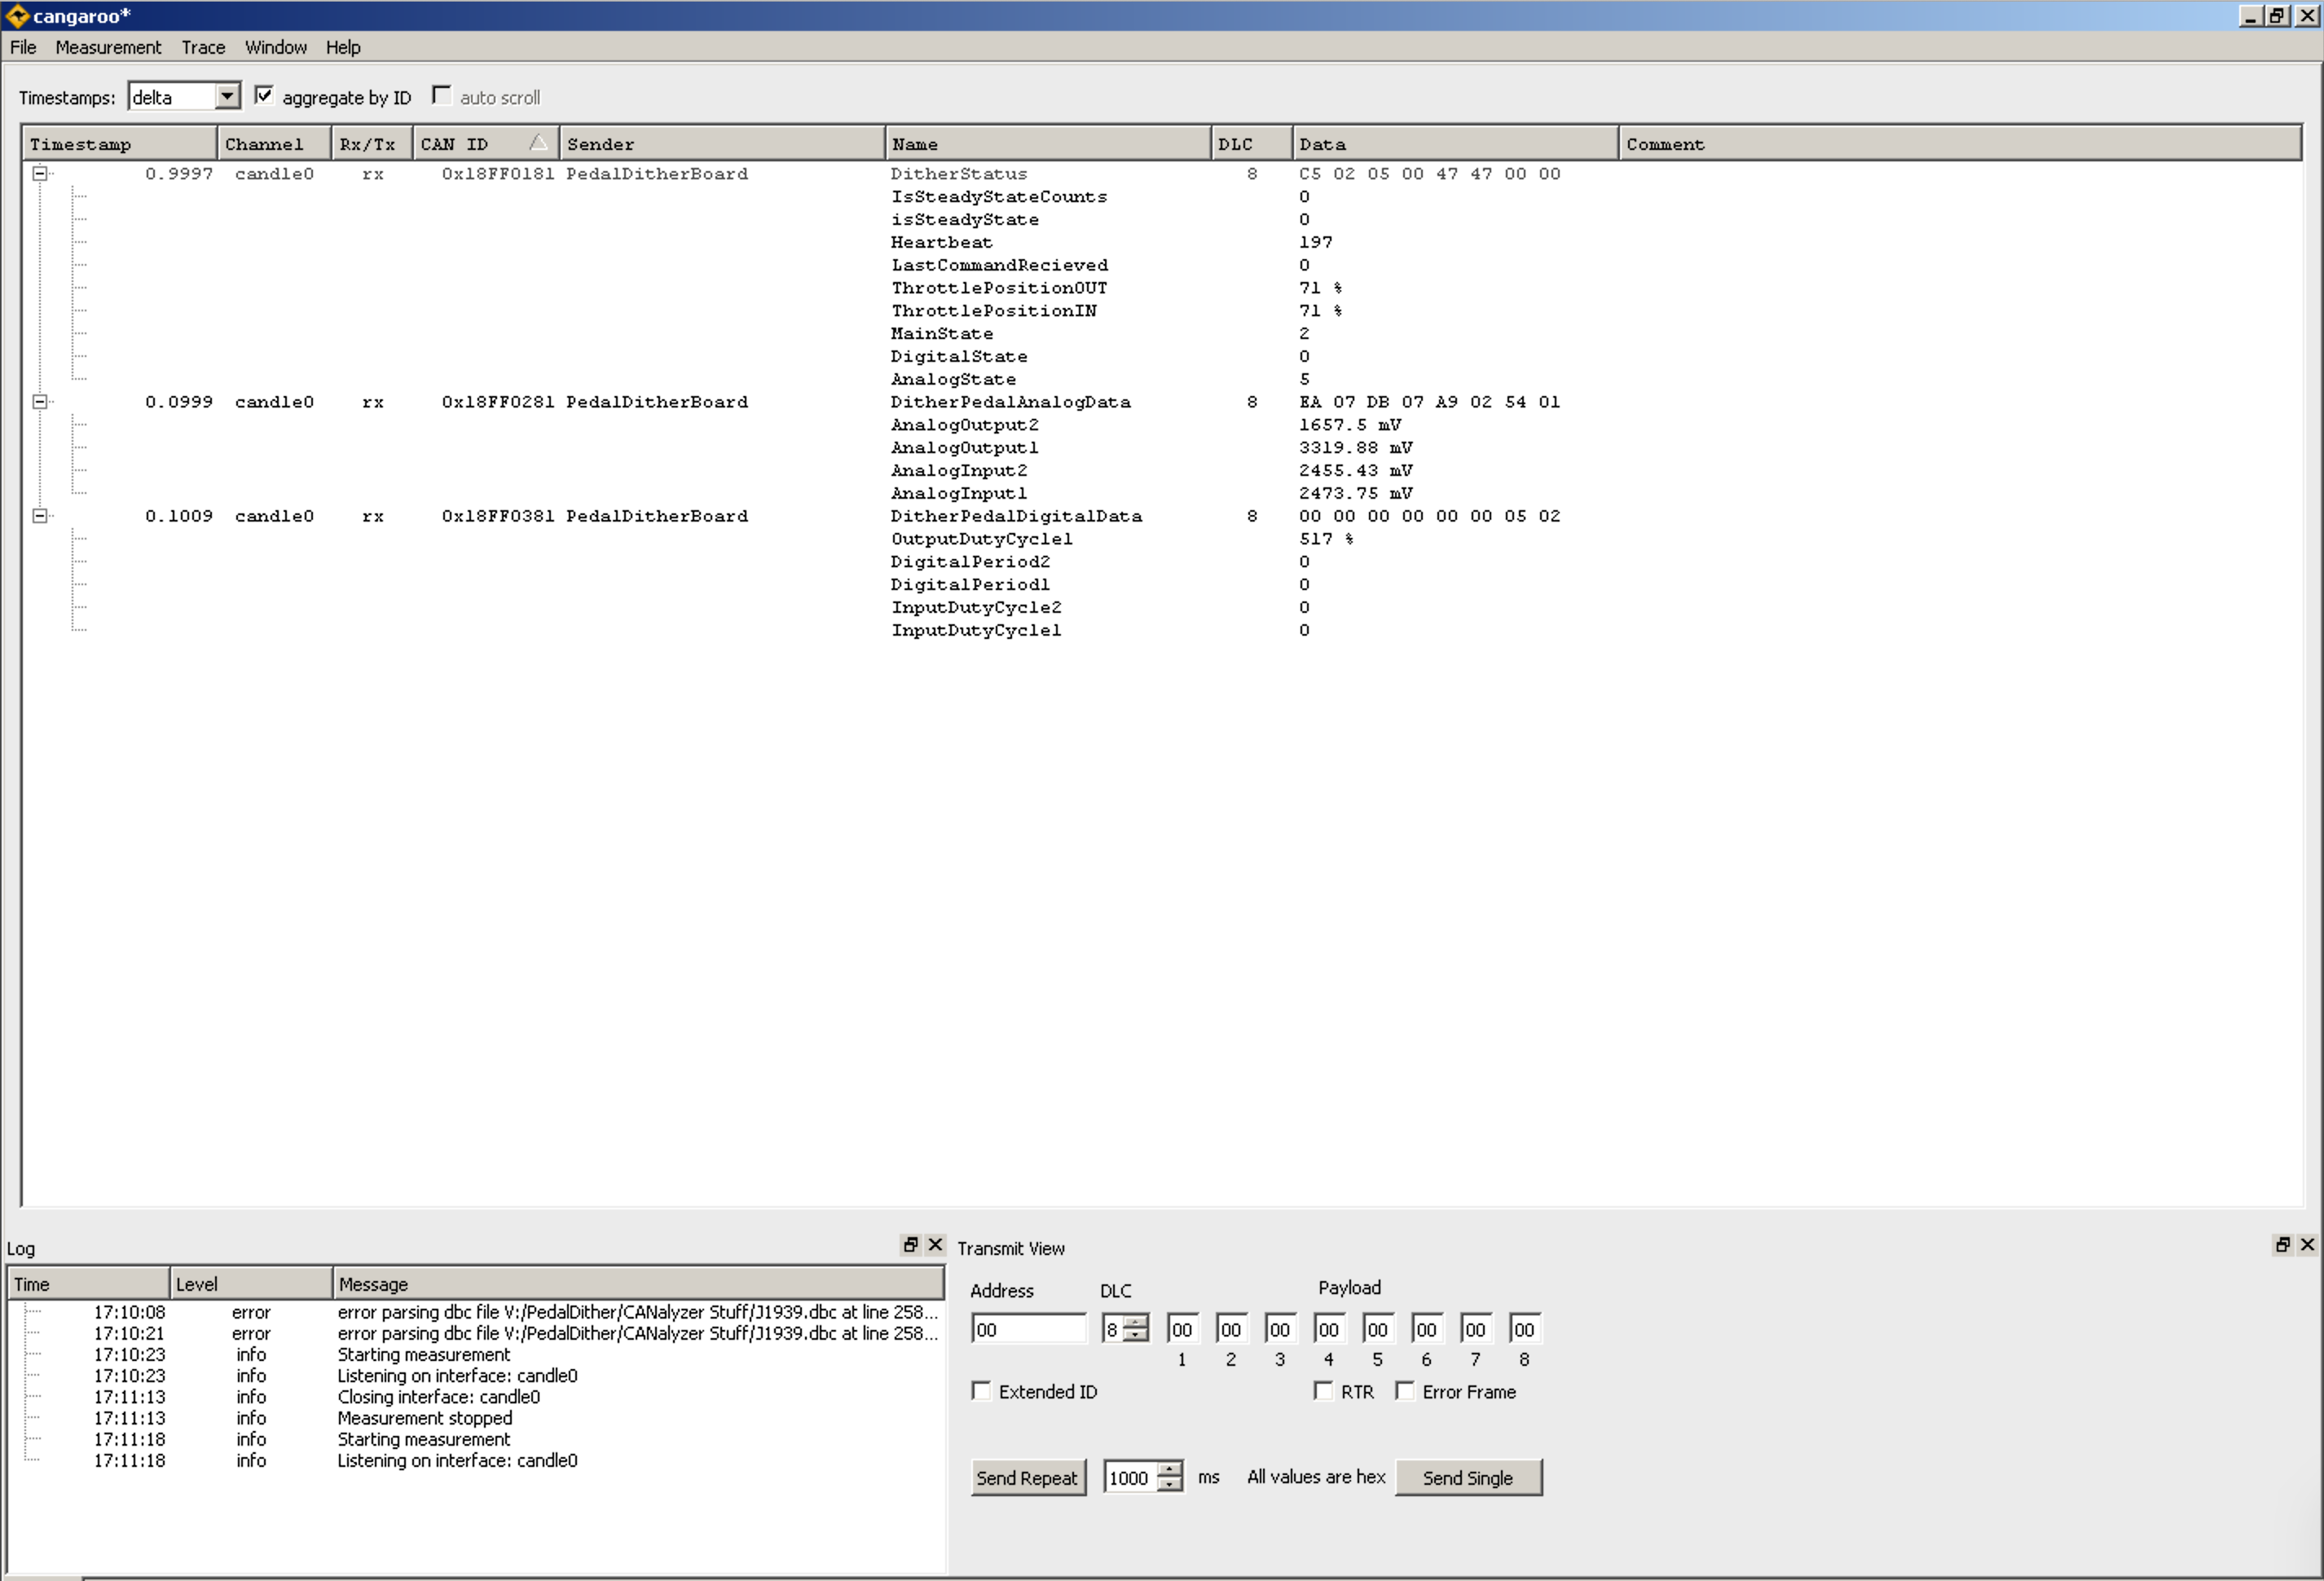 cangaroo*
File Measurement Trace Window Help
Timestamps: delta aggregate by ID auto scroll
Timestamp Channel Rx/Tx CAN ID Sender Name DLC Data Comment
0.9997 candle0 rx 0x18FF0181 PedalDitherBoard DitherStatus 8 C5 02 05 00 47 47 00 00
IsSteadyStateCounts 0
isSteadyState 0
Heartbeat 197
LastCommandRecieved 0
ThrottlePositionOUT 71 %
ThrottlePositionIN 71 %
MainState 2
DigitalState 0
AnalogState 5
0.0999 candle0 rx 0x18FF0281 PedalDitherBoard DitherPedalAnalogData 8 EA 07 DB 07 A9 02 54 01
AnalogOutput2 1657.5 mV
AnalogOutput1 3319.88 mV
AnalogInput2 2455.43 mV
AnalogInput1 2473.75 mV
0.1009 candle0 rx 0x18FF0381 PedalDitherBoard DitherPedalDigitalData 8 00 00 00 00 00 00 05 02
OutputDutyCycle1 517 %
DigitalPeriod2 0
DigitalPeriod1 0
InputDutyCycle2 0
InputDutyCycle1 0
Log
Time Level Message
17:10:08 error error parsing dbc file V:/PedalDither/CANalyzer Stuff/J1939.dbc at line 258...
17:10:21 error error parsing dbc file V:/PedalDither/CANalyzer Stuff/J1939.dbc at line 258...
17:10:23 info Starting measurement
17:10:23 info Listening on interface: candle0
17:11:13 info Closing interface: candle0
17:11:13 info Measurement stopped
17:11:18 info Starting measurement
17:11:18 info Listening on interface: candle0
Transmit View
Address DLC Payload
00 8 00 00 00 00 00 00 00 00
1 2 3 4 5 6 7 8
Extended ID RTR Error Frame
Send Repeat 1000 ms All values are hex Send Single